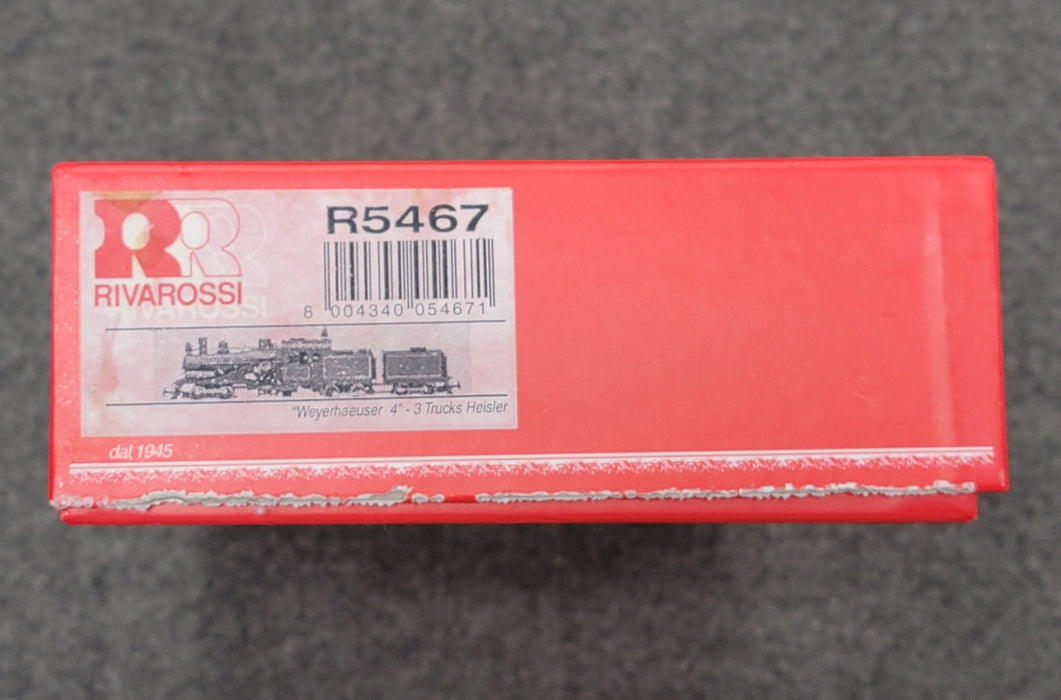 RR
RIVAROSSI
R5467
8 004340 054671
"Weyerhaeuser 4" - 3 Trucks Heisler
dal 1945